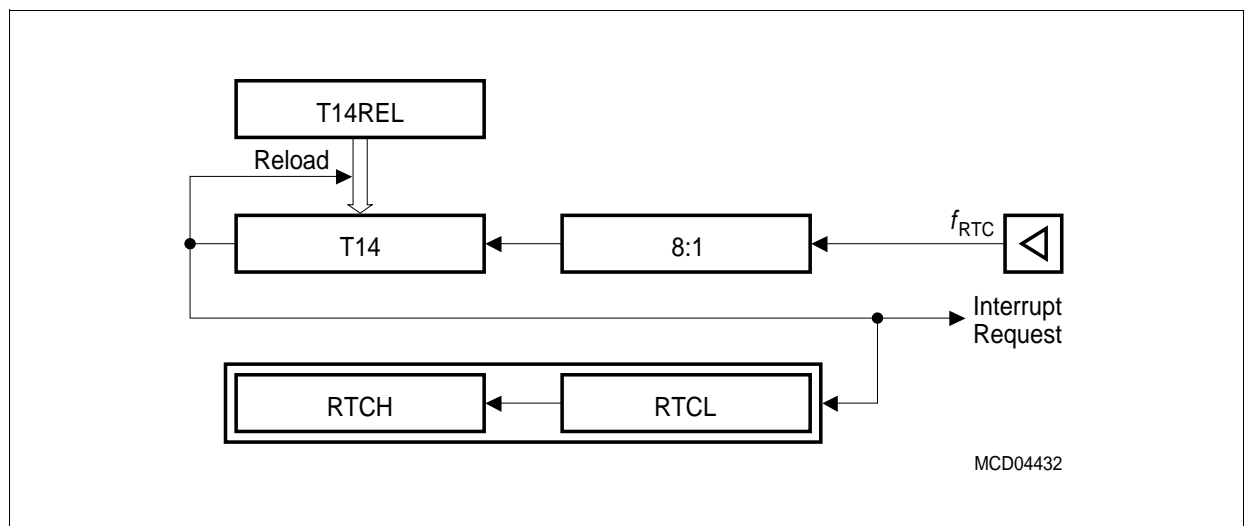 T14REL
Reload
T14
8:1
fRTC
Interrupt
Request
RTCH
RTCL
MCD04432